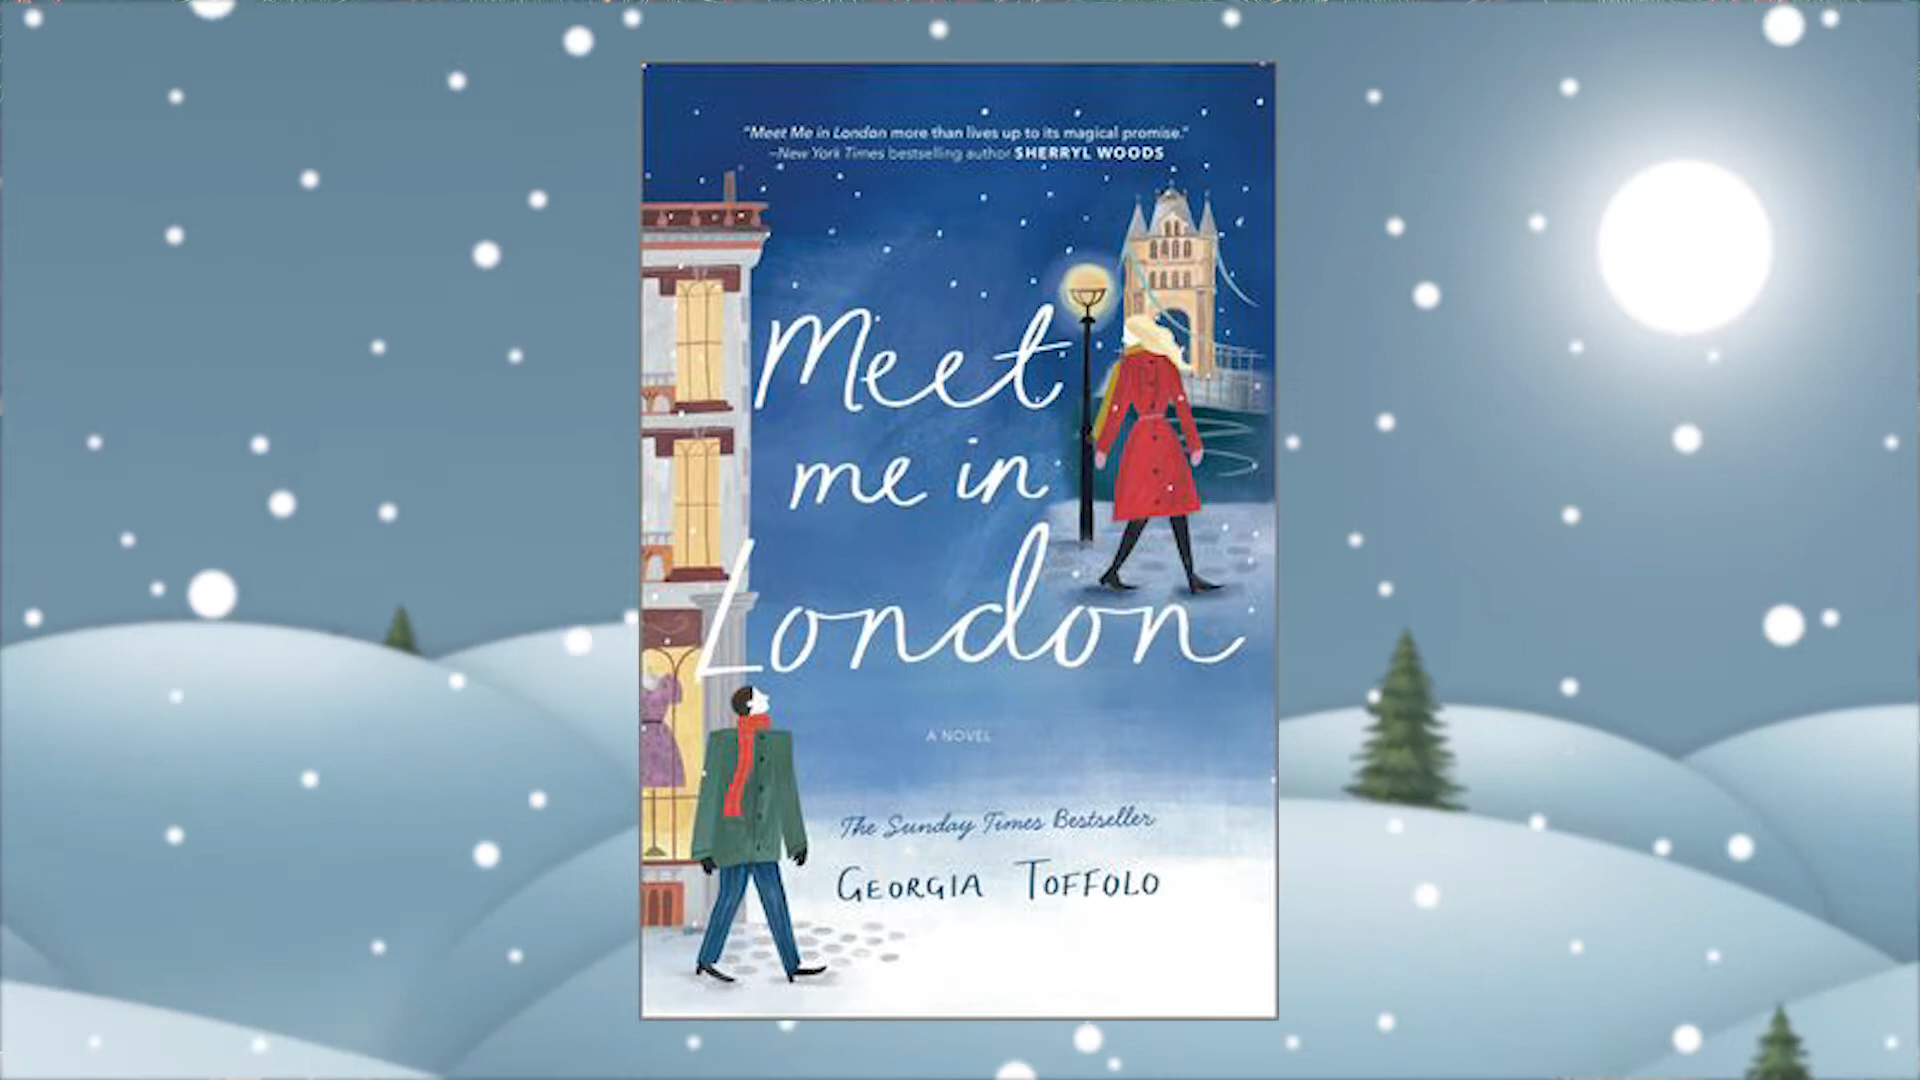 "Meet Me in London more than lives up to its magical promise."
–New York Times bestselling author SHERRYL WOODS
Meet
me in
London
A NOVEL
The Sunday Times Bestseller
GEORGIA TOFFOLO